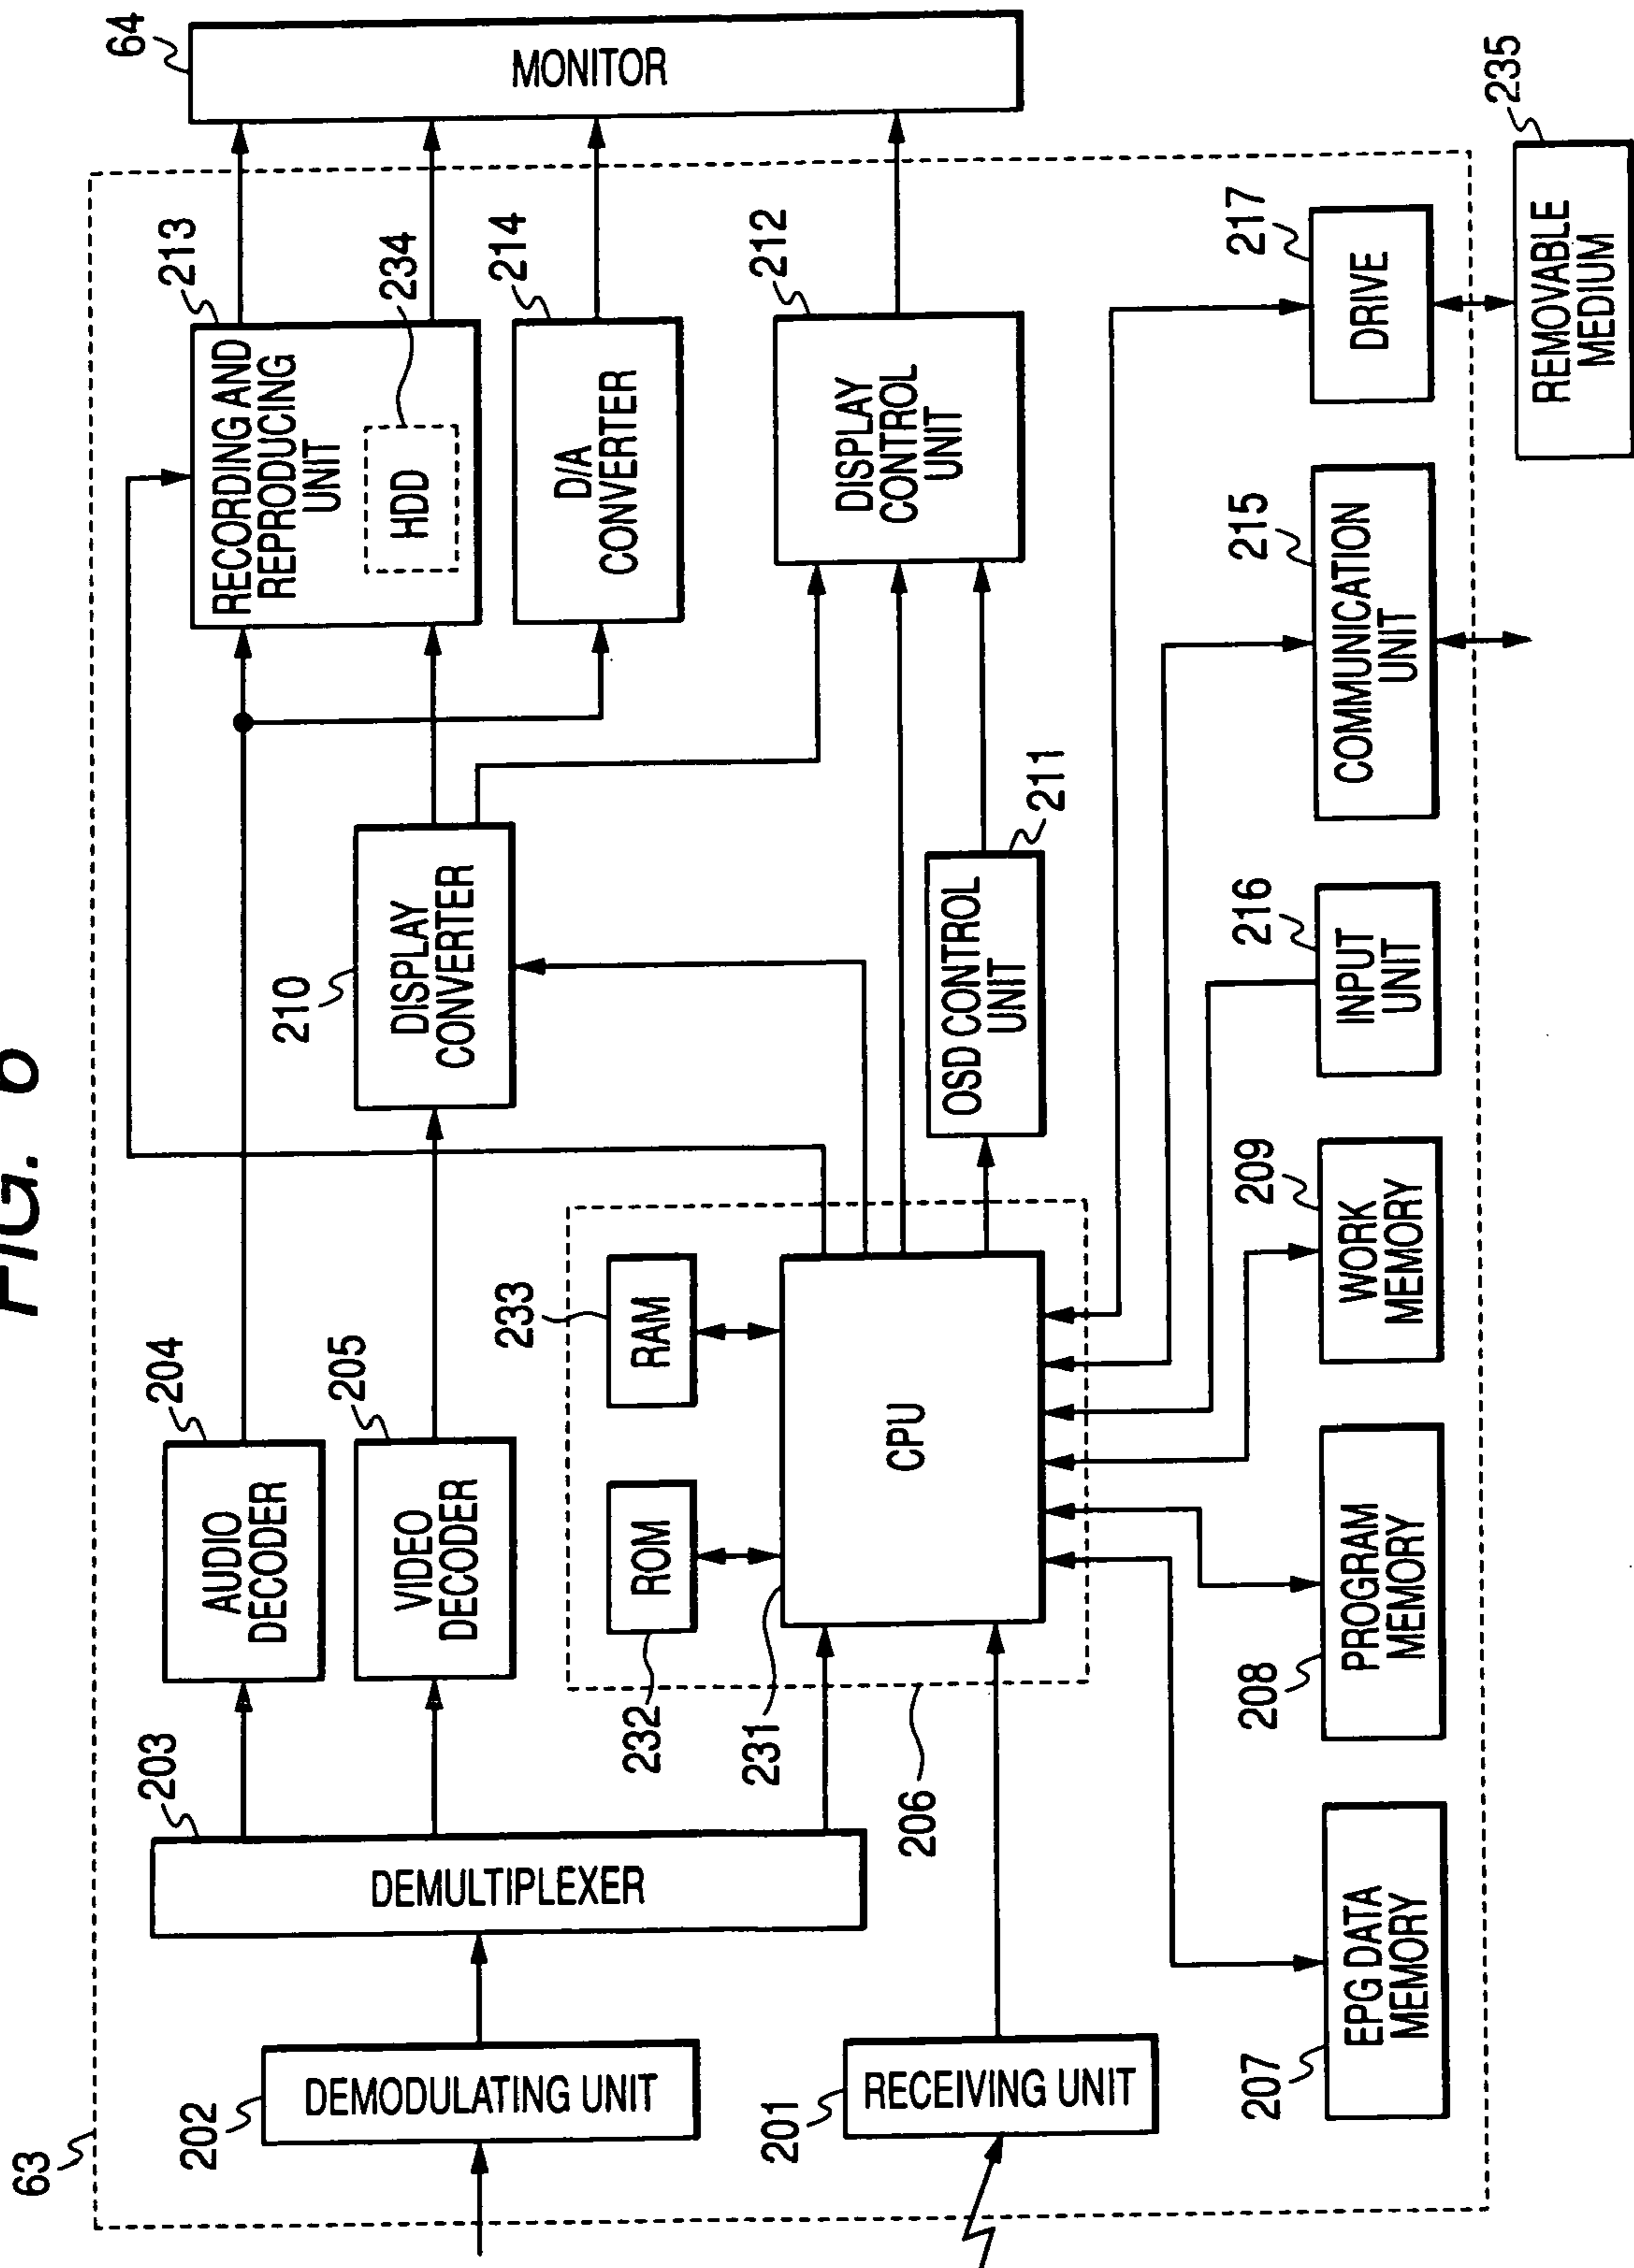 FIG. 6
63
64
MONITOR
213
RECORDING AND
REPRODUCING
UNIT
234
HDD
214
D/A
CONVERTER
212
DISPLAY
CONTROL
UNIT
210
DISPLAY
CONVERTER
211
OSD CONTROL
UNIT
204
AUDIO
DECODER
205
VIDEO
DECODER
203
DEMULTIPLEXER
202
DEMODULATING UNIT
201
RECEIVING UNIT
206
233
RAM
232
ROM
231
CPU
207
EPG DATA
MEMORY
208
PROGRAM
MEMORY
209
WORK
MEMORY
216
INPUT
UNIT
215
COMMUNICATION
UNIT
217
DRIVE
235
REMOVABLE
MEDIUM